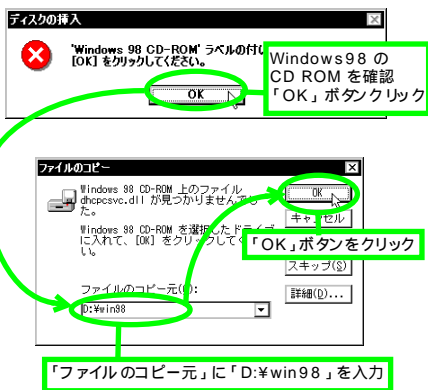 ディスクの挿入
'Windows 98 CD-ROM' ラベルの付い
[OK] をクリックしてください。
OK
Windows98 の
CD ROM を確認
「OK」ボタンクリック
ファイルのコピー
Windows 98 CD-ROM 上のファイル
dhcpcsvc.dll が見つかりませんでし
た。
Windows 98 CD-ROM を選択したドライブ
に入れて、[OK] をクリックしてく
い。
OK
キャンセル
「OK」ボタンをクリック
スキップ(S)
ファイルのコピー元(C):
詳細(D)...
D:¥win98
「ファイルのコピー元」に「D:¥win98」を入力